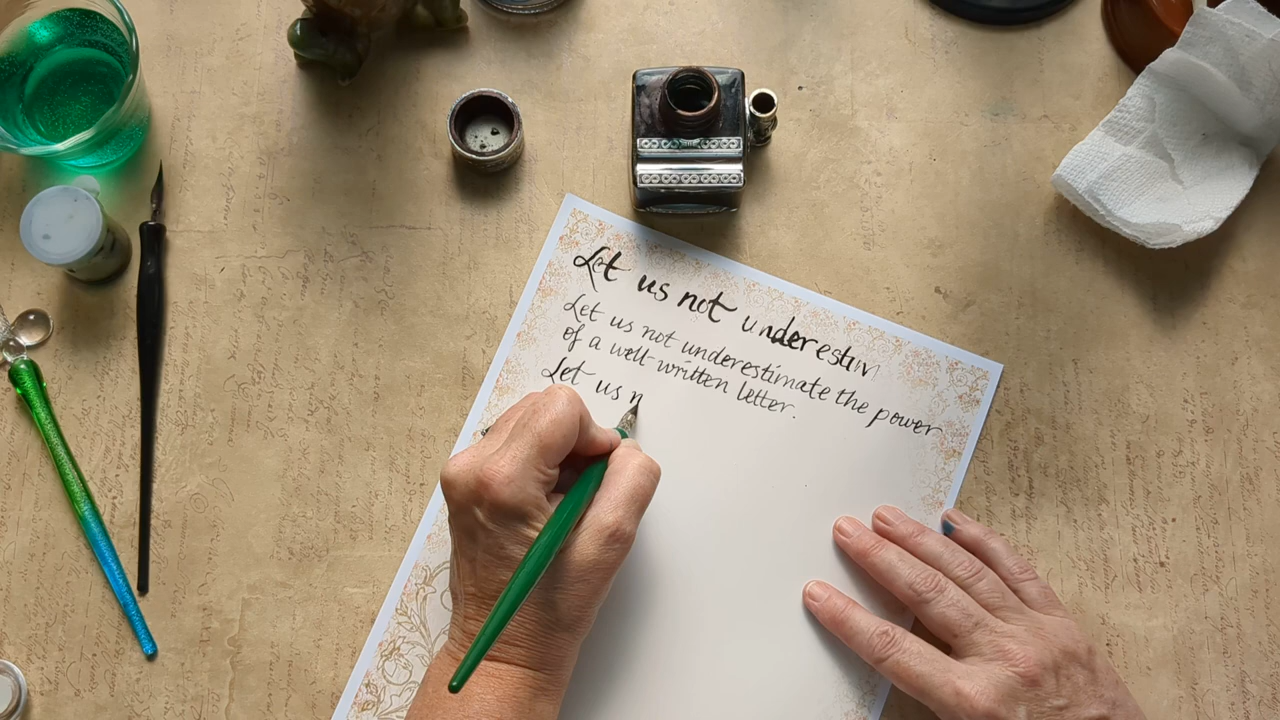 Let us not underestim
Let us not underestimate the power
of a well-written letter.
Let us n